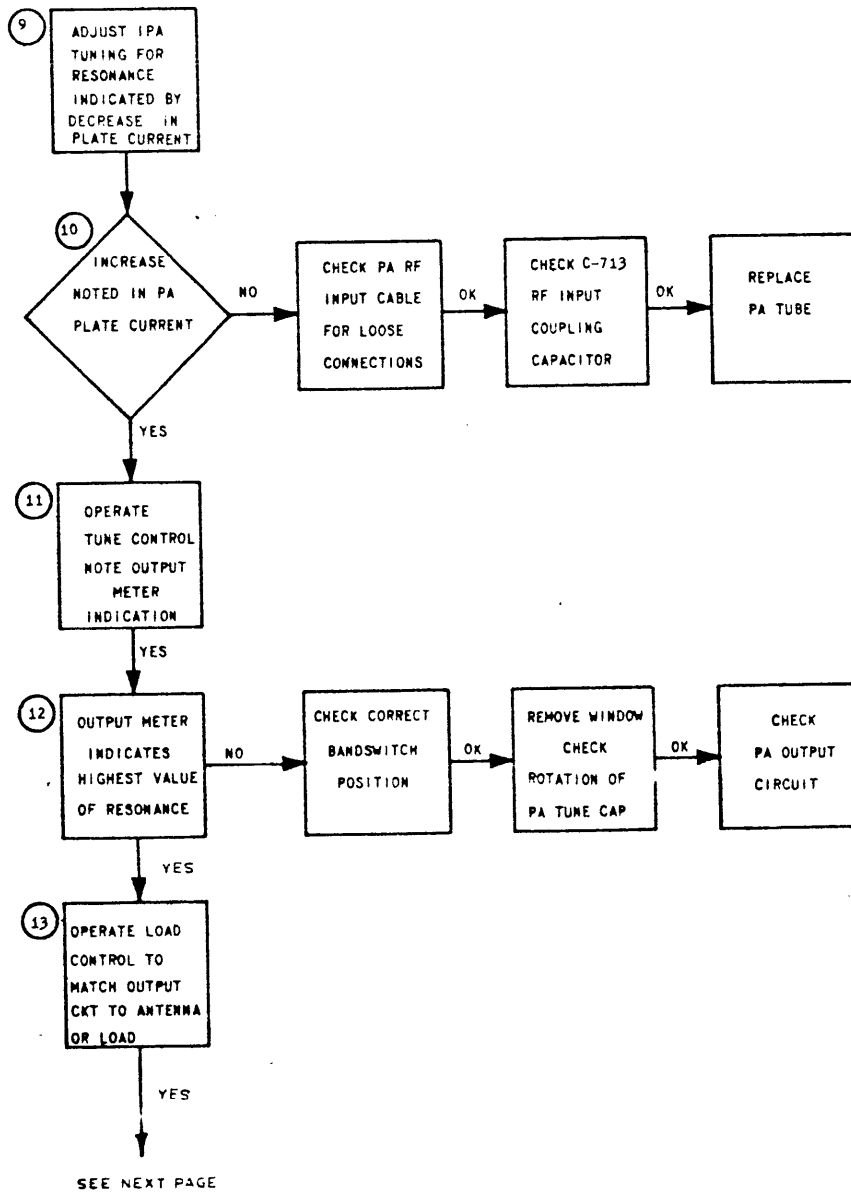 9
ADJUST IPA
TUNING FOR
RESONANCE
INDICATED BY
DECREASE IN
PLATE CURRENT
10
INCREASE
NOTED IN PA
PLATE CURRENT
NO
CHECK PA RF
INPUT CABLE
FOR LOOSE
CONNECTIONS
OK
CHECK C-713
RF INPUT
COUPLING
CAPACITOR
OK
REPLACE
PA TUBE
YES
11
OPERATE
TUNE CONTROL
NOTE OUTPUT
METER
INDICATION
YES
12
OUTPUT METER
INDICATES
HIGHEST VALUE
OF RESONANCE
NO
CHECK CORRECT
BANDSWITCH
POSITION
OK
REMOVE WINDOW
CHECK
ROTATION OF
PA TUNE CAP
OK
CHECK
PA OUTPUT
CIRCUIT
YES
13
OPERATE LOAD
CONTROL TO
MATCH OUTPUT
CKT TO ANTENNA
OR LOAD
YES
SEE NEXT PAGE